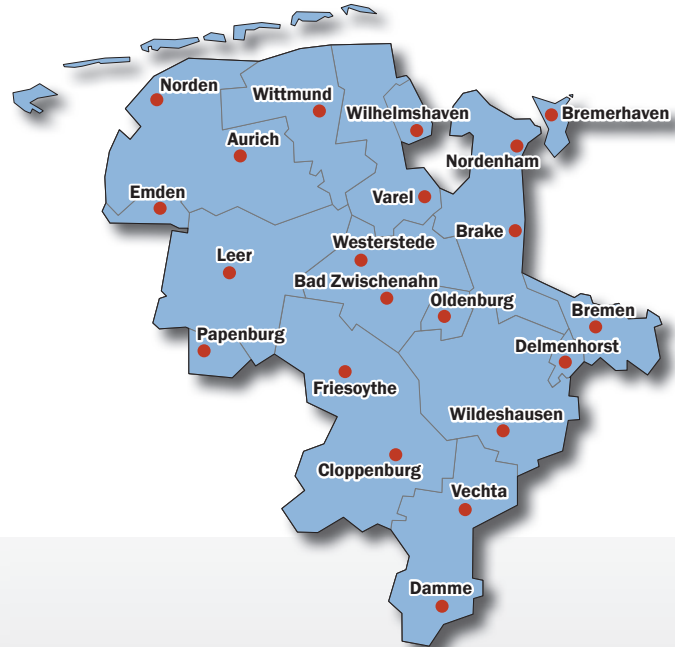 Norden
Wittmund
Wilhelmshaven
Bremerhaven
Aurich
Nordenham
Emden
Varel
Brake
Westerstede
Leer
Bad Zwischenahn
Oldenburg
Bremen
Papenburg
Delmenhorst
Friesoythe
Wildeshausen
Cloppenburg
Vechta
Damme